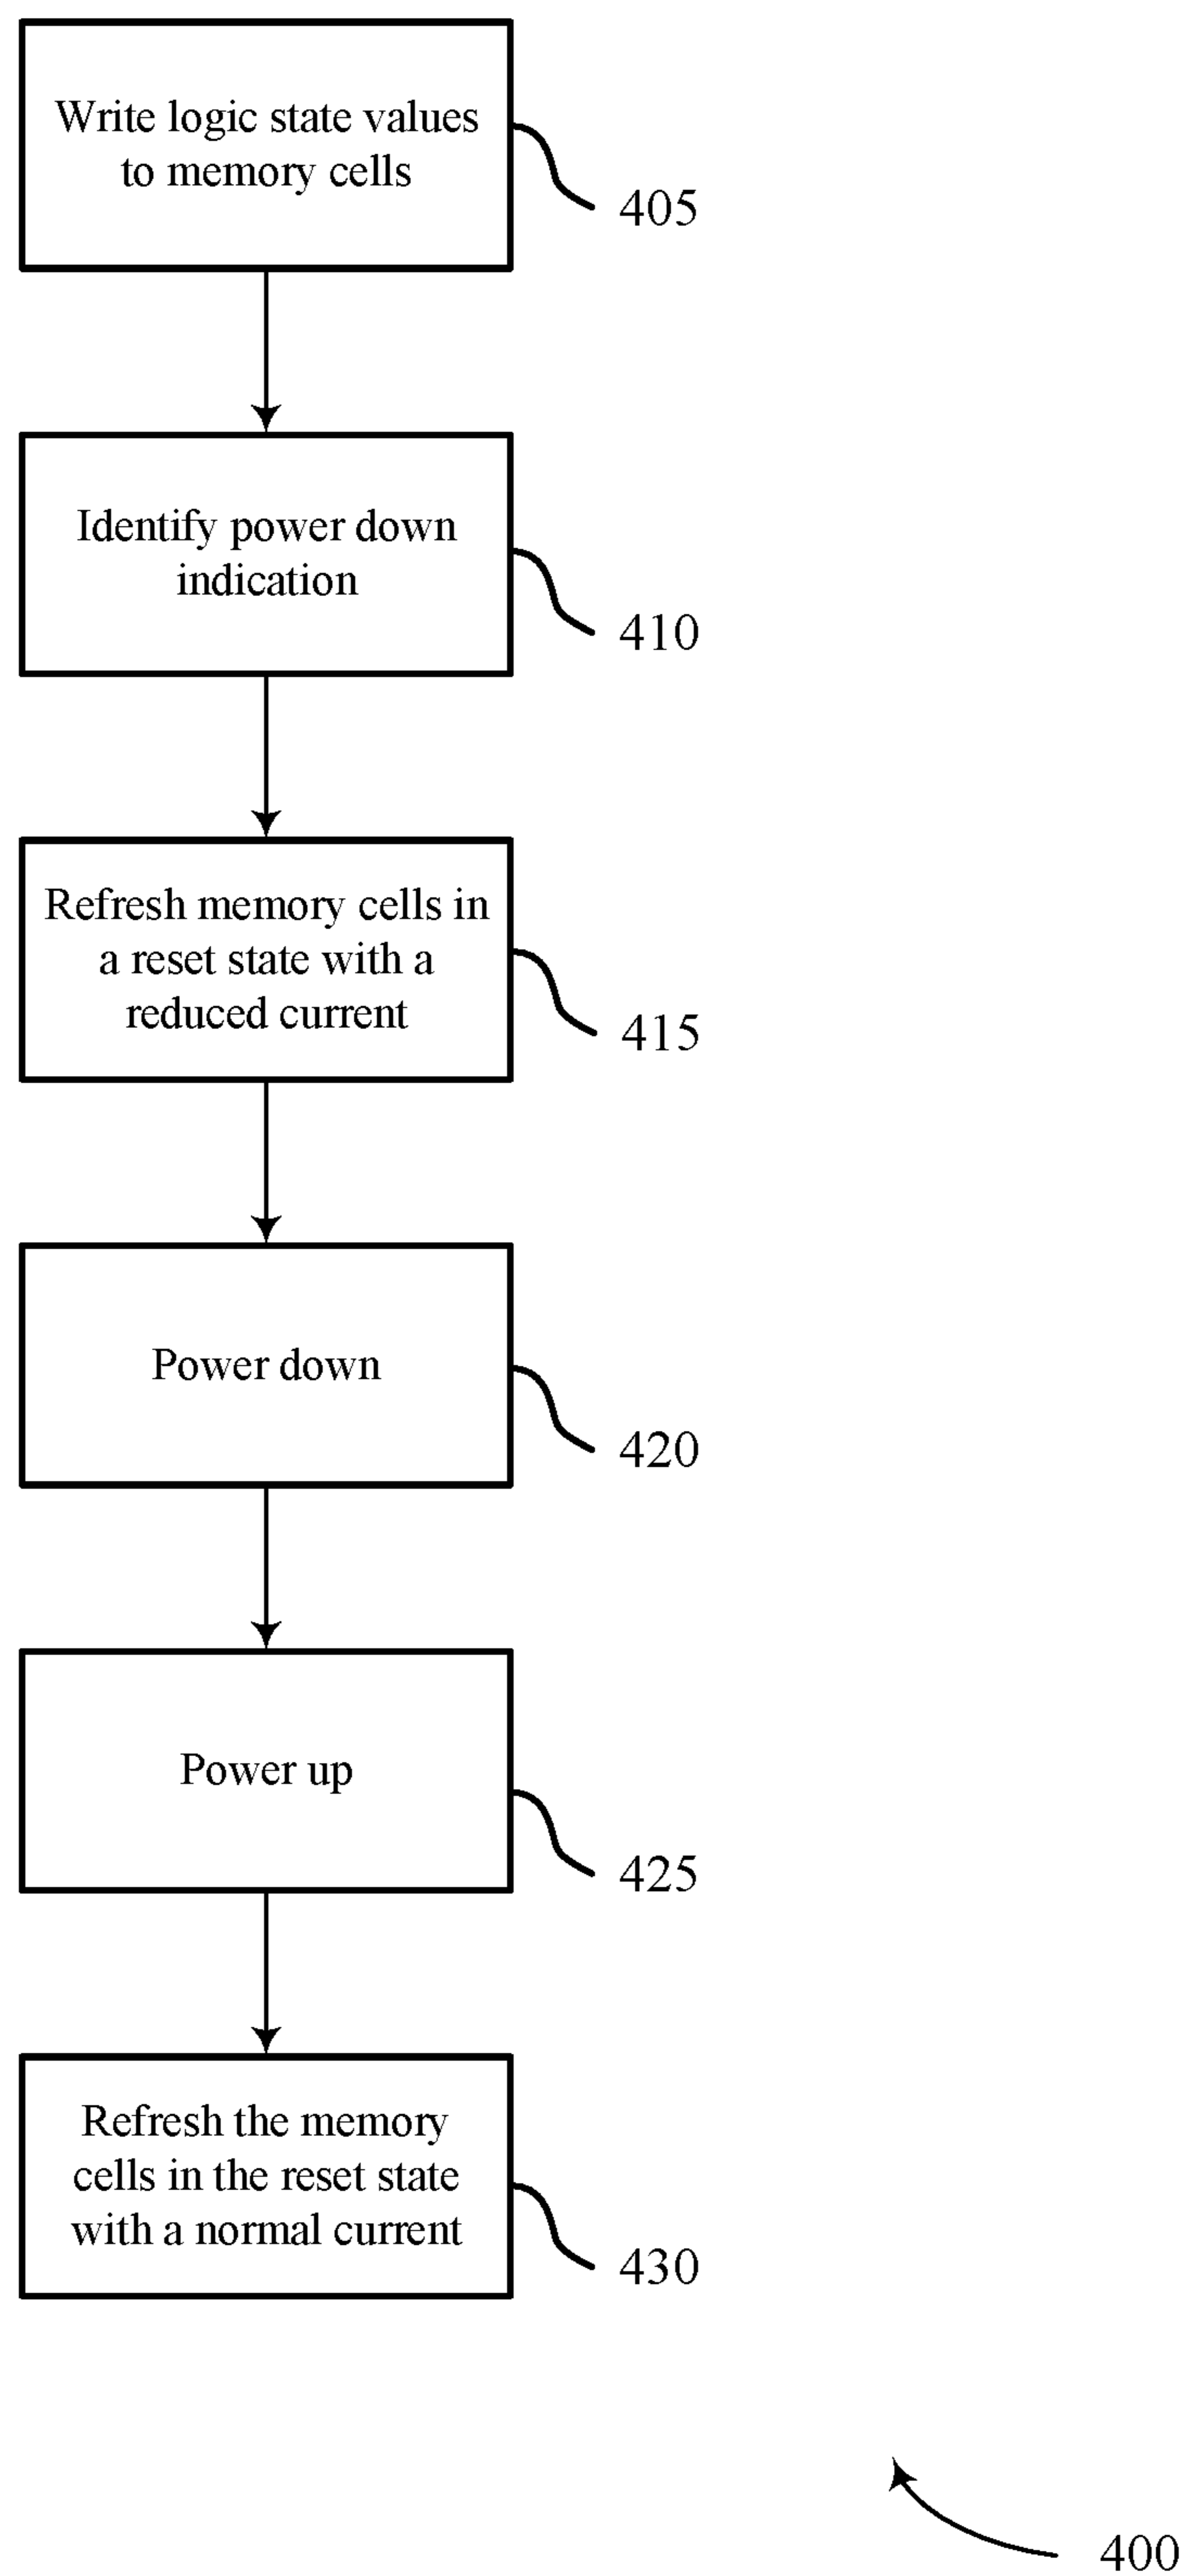 Write logic state values
to memory cells
405
Identify power down
indication
410
Refresh memory cells in
a reset state with a
reduced current
415
Power down
420
Power up
425
Refresh the memory
cells in the reset state
with a normal current
430
400